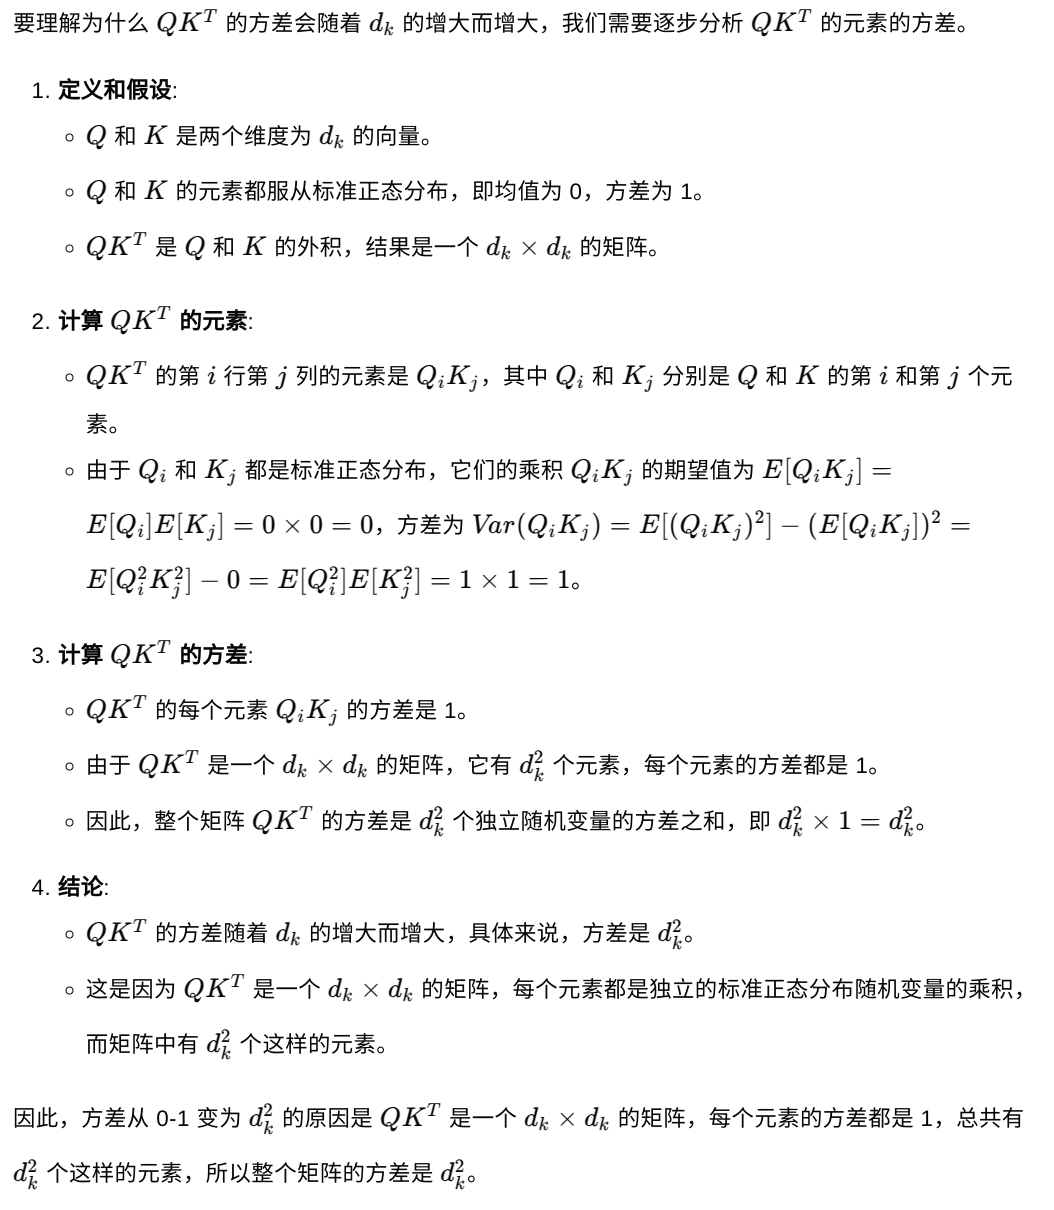 要理解为什么 QK^T 的方差会随着 d_k 的增大而增大，我们需要逐步分析 QK^T 的元素的方差。
1. 定义和假设:
◦ Q 和 K 是两个维度为 d_k 的向量。
◦ Q 和 K 的元素都服从标准正态分布，即均值为 0，方差为 1。
◦ QK^T 是 Q 和 K 的外积，结果是一个 d_k × d_k 的矩阵。
2. 计算 QK^T 的元素:
◦ QK^T 的第 i 行第 j 列的元素是 Q_iK_j，其中 Q_i 和 K_j 分别是 Q 和 K 的第 i 和第 j 个元
素。
◦ 由于 Q_i 和 K_j 都是标准正态分布，它们的乘积 Q_iK_j 的期望值为 E[Q_iK_j] =
E[Q_i]E[K_j] = 0 × 0 = 0，方差为 Var(Q_iK_j) = E[(Q_iK_j)^2] − (E[Q_iK_j])^2 =
E[Q_i^2K_j^2] − 0 = E[Q_i^2]E[K_j^2] = 1 × 1 = 1。
3. 计算 QK^T 的方差:
◦ QK^T 的每个元素 Q_iK_j 的方差是 1。
◦ 由于 QK^T 是一个 d_k × d_k 的矩阵，它有 d_k^2 个元素，每个元素的方差都是 1。
◦ 因此，整个矩阵 QK^T 的方差是 d_k^2 个独立随机变量的方差之和，即 d_k^2 × 1 = d_k^2。
4. 结论:
◦ QK^T 的方差随着 d_k 的增大而增大，具体来说，方差是 d_k^2。
◦ 这是因为 QK^T 是一个 d_k × d_k 的矩阵，每个元素都是独立的标准正态分布随机变量的乘积，
而矩阵中有 d_k^2 个这样的元素。
因此，方差从 0-1 变为 d_k^2 的原因是 QK^T 是一个 d_k × d_k 的矩阵，每个元素的方差都是 1，总共有
d_k^2 个这样的元素，所以整个矩阵的方差是 d_k^2。